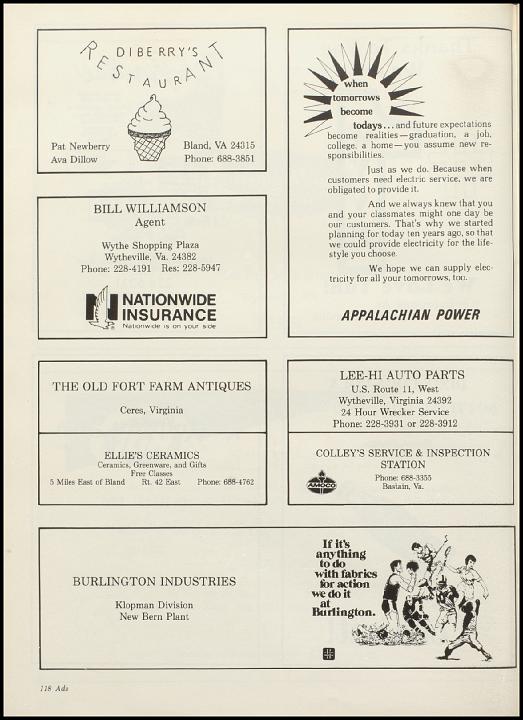 DIBERRY'S
RESTAURANT
Pat Newberry
Ava Dillow
Bland, VA 24315
Phone: 688-3851
when
tomorrows
become
todays... and future expectations
become realities—graduation, a job,
college, a home—you assume new re-
sponsibilities.
Just as we do. Because when
customers need electric service, we are
obligated to provide it.
And we always knew that you
and your classmates might one day be
our customers. That's why we started
planning for today ten years ago, so that
we could provide electricity for the life-
style you choose.
We hope we can supply elec-
tricity for all your tomorrows, too.
APPALACHIAN POWER
BILL WILLIAMSON
Agent
Wythe Shopping Plaza
Wytheville, Va. 24382
Phone: 228-4191 Res: 228-5947
NATIONWIDE
INSURANCE
Nationwide is on your side
THE OLD FORT FARM ANTIQUES
Ceres, Virginia
ELLIE'S CERAMICS
Ceramics, Greenware, and Gifts
Free Classes
5 Miles East of Bland Rt. 42 East Phone: 688-4762
LEE-HI AUTO PARTS
U.S. Route 11, West
Wytheville, Virginia 24392
24 Hour Wrecker Service
Phone: 228-3931 or 228-3912
COLLEY'S SERVICE & INSPECTION
STATION
Phone: 688-3355
Bastain, Va.
AMOCO
BURLINGTON INDUSTRIES
Klopman Division
New Bern Plant
If it's
anything
to do
with fabrics
for action
we do it
at
Burlington.
118 Ads